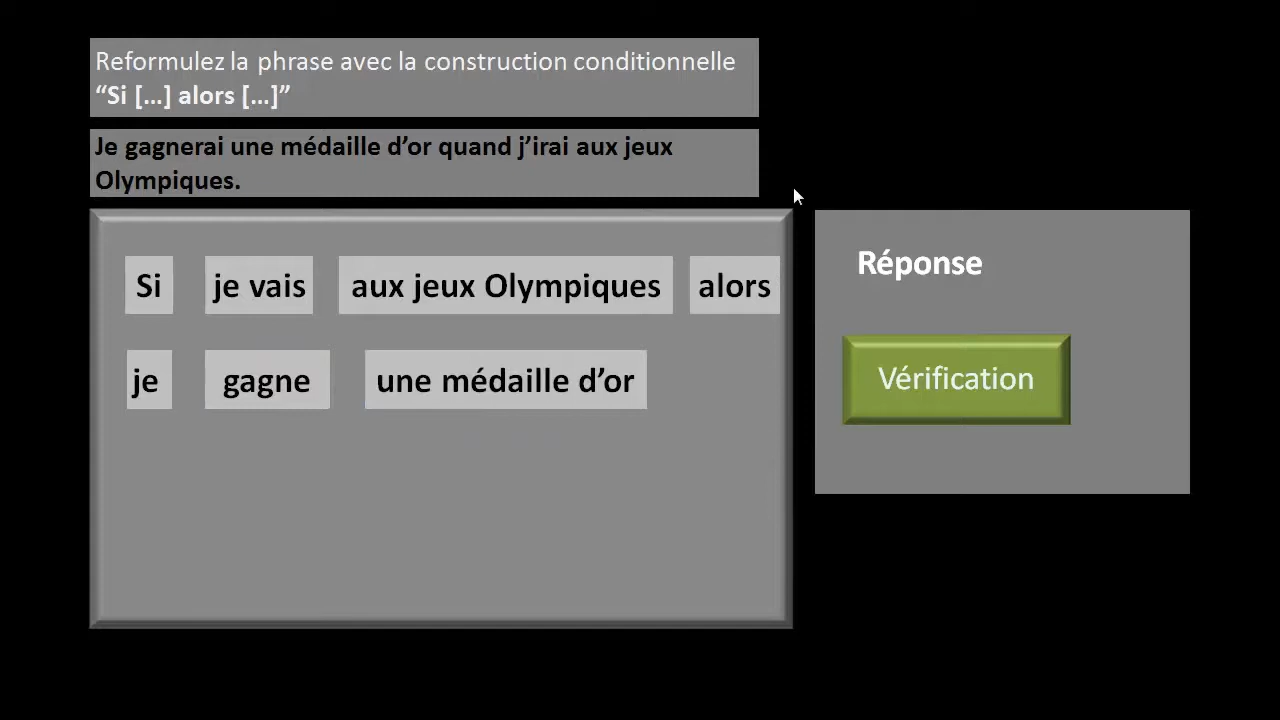 Reformulez la phrase avec la construction conditionnelle
“Si […] alors […]”
Je gagnerai une médaille d’or quand j’irai aux jeux
Olympiques.
Si je vais aux jeux Olympiques alors
je gagne une médaille d’or
Réponse
Vérification